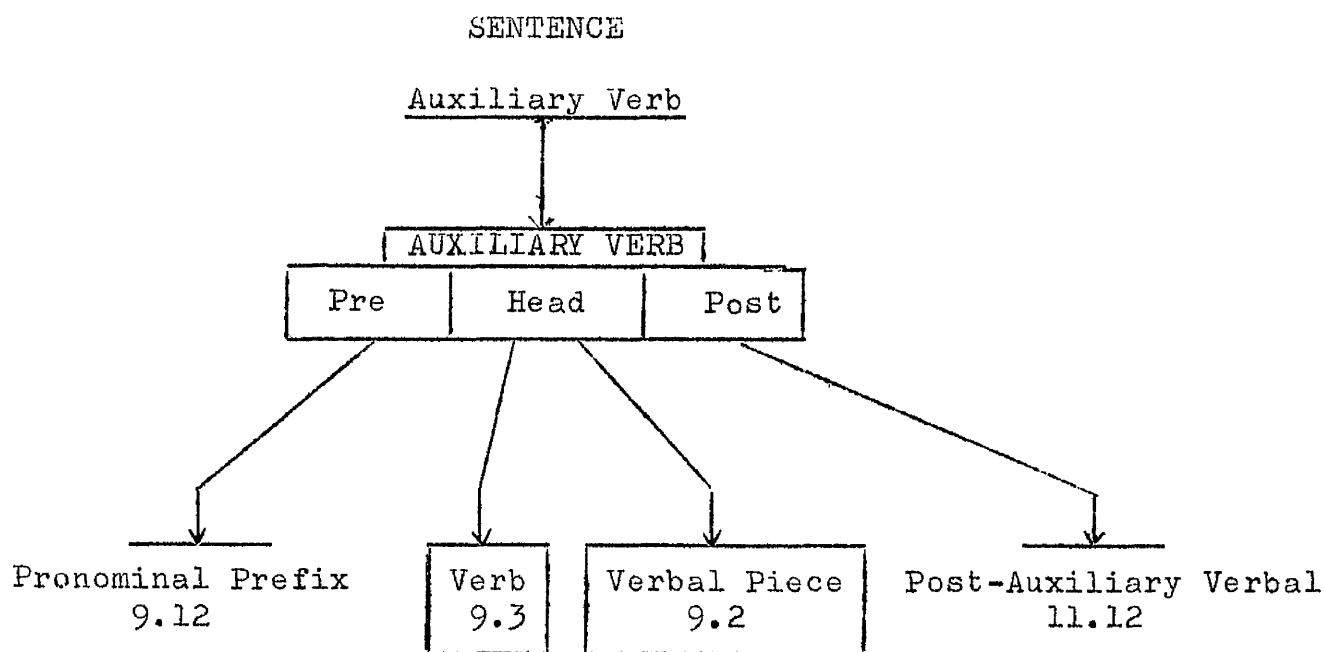 SENTENCE
Auxiliary Verb
AUXILIARY VERB
Pre Head Post
Pronominal Prefix Verb Verbal Piece Post-Auxiliary Verbal
9.12 9.3 9.2 11.12